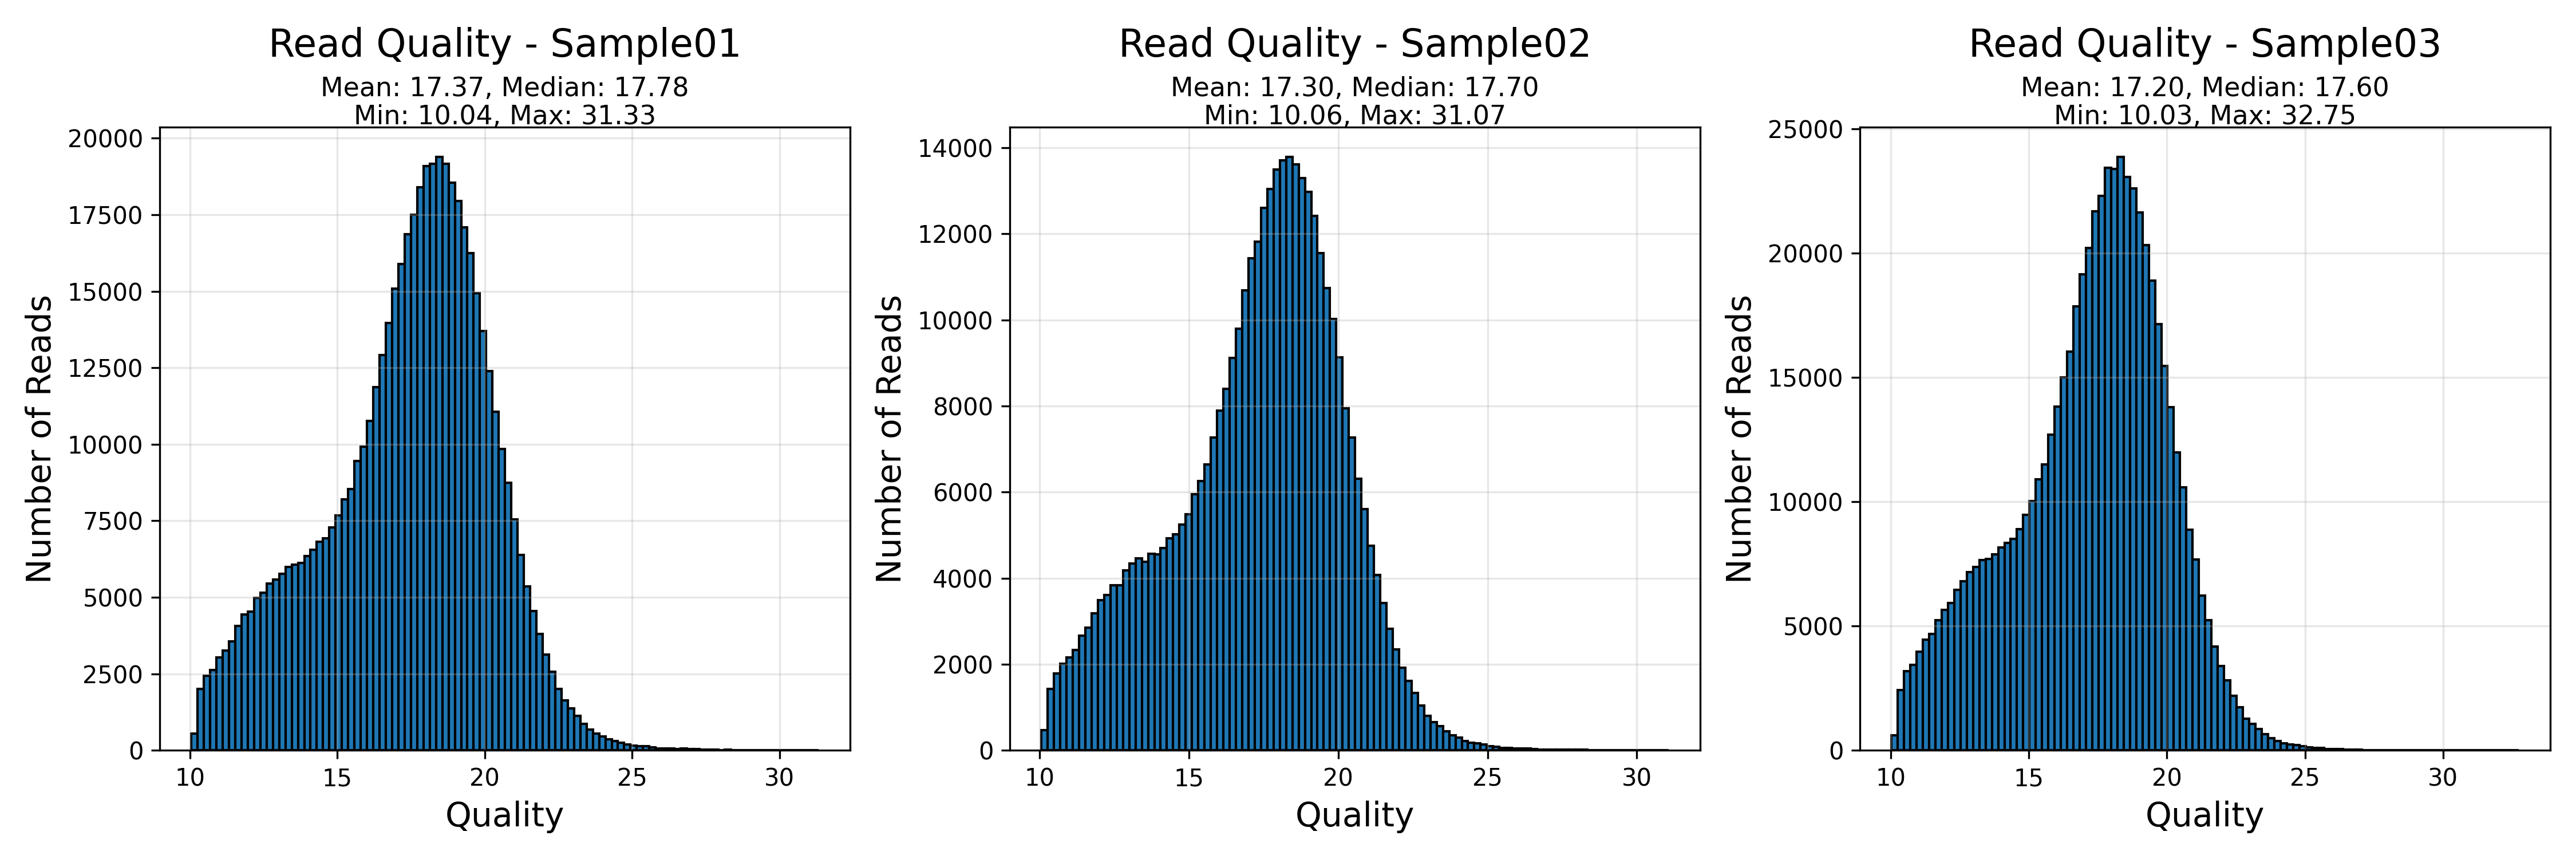 Read Quality - Sample01
Mean: 17.37, Median: 17.78
Min: 10.04, Max: 31.33
20000
17500
15000
12500
10000
7500
5000
2500
0
Number of Reads
10 15 20 25 30
Quality
Read Quality - Sample02
Mean: 17.30, Median: 17.70
Min: 10.06, Max: 31.07
14000
12000
10000
8000
6000
4000
2000
0
Number of Reads
10 15 20 25 30
Quality
Read Quality - Sample03
Mean: 17.20, Median: 17.60
Min: 10.03, Max: 32.75
25000
20000
15000
10000
5000
0
Number of Reads
10 15 20 25 30
Quality